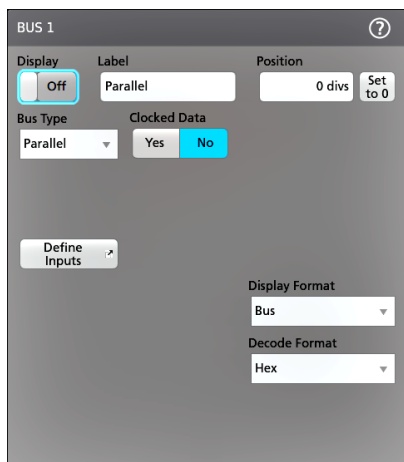 BUS 1 ?
Display Label Position
Off Parallel 0 divs Set
to 0
Bus Type Clocked Data
Parallel Yes No
Define
Inputs
Display Format
Bus
Decode Format
Hex